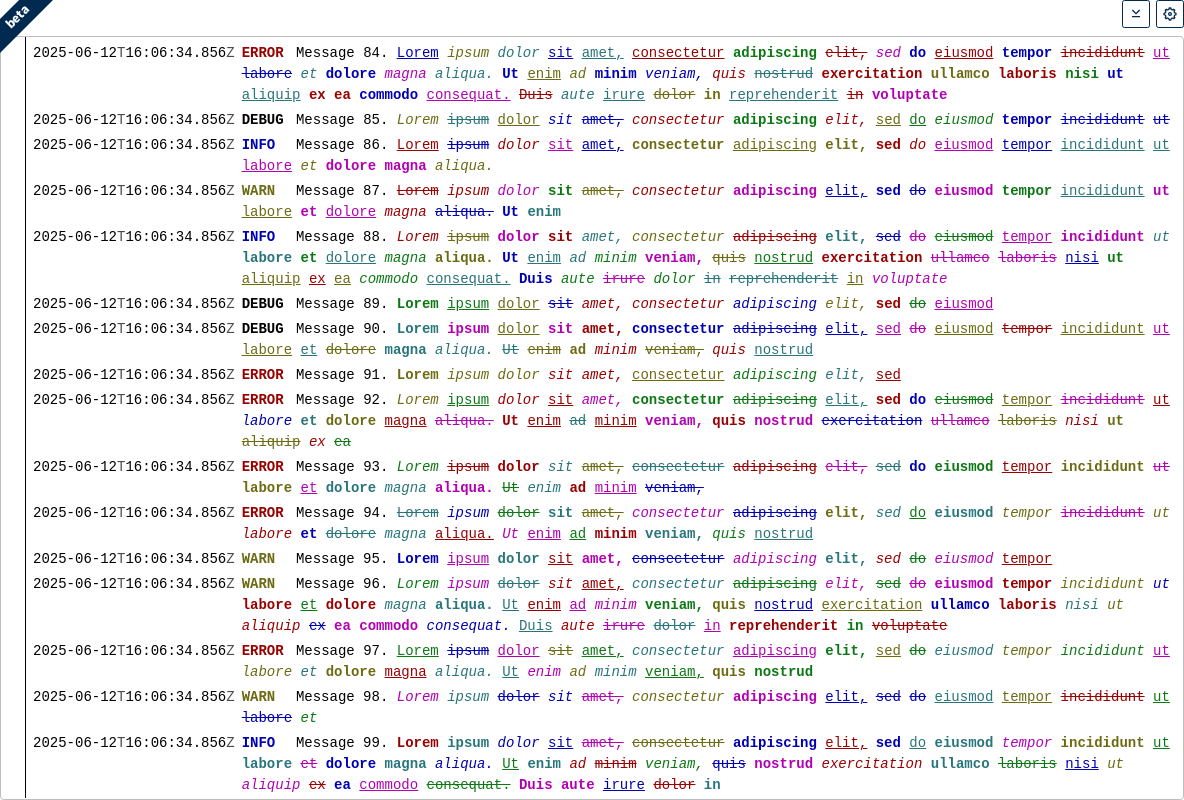 beta
2025-06-12T16:06:34.856Z ERROR Message 84. Lorem ipsum dolor sit amet, consectetur adipiscing elit, sed do eiusmod tempor incididunt ut
labore et dolore magna aliqua. Ut enim ad minim veniam, quis nostrud exercitation ullamco laboris nisi ut
aliquip ex ea commodo consequat. Duis aute irure dolor in reprehenderit in voluptate
2025-06-12T16:06:34.856Z DEBUG Message 85. Lorem ipsum dolor sit amet, consectetur adipiscing elit, sed do eiusmod tempor incididunt ut
2025-06-12T16:06:34.856Z INFO Message 86. Lorem ipsum dolor sit amet, consectetur adipiscing elit, sed do eiusmod tempor incididunt ut
labore et dolore magna aliqua.
2025-06-12T16:06:34.856Z WARN Message 87. Lorem ipsum dolor sit amet, consectetur adipiscing elit, sed do eiusmod tempor incididunt ut
labore et dolore magna aliqua. Ut enim
2025-06-12T16:06:34.856Z INFO Message 88. Lorem ipsum dolor sit amet, consectetur adipiscing elit, sed do eiusmod tempor incididunt ut
labore et dolore magna aliqua. Ut enim ad minim veniam, quis nostrud exercitation ullamco laboris nisi ut
aliquip ex ea commodo consequat. Duis aute irure dolor in reprehenderit in voluptate
2025-06-12T16:06:34.856Z DEBUG Message 89. Lorem ipsum dolor sit amet, consectetur adipiscing elit, sed do eiusmod
2025-06-12T16:06:34.856Z DEBUG Message 90. Lorem ipsum dolor sit amet, consectetur adipiscing elit, sed do eiusmod tempor incididunt ut
labore et dolore magna aliqua. Ut enim ad minim veniam, quis nostrud
2025-06-12T16:06:34.856Z ERROR Message 91. Lorem ipsum dolor sit amet, consectetur adipiscing elit, sed
2025-06-12T16:06:34.856Z ERROR Message 92. Lorem ipsum dolor sit amet, consectetur adipiscing elit, sed do eiusmod tempor incididunt ut
labore et dolore magna aliqua. Ut enim ad minim veniam, quis nostrud exercitation ullamco laboris nisi ut
aliquip ex ea
2025-06-12T16:06:34.856Z ERROR Message 93. Lorem ipsum dolor sit amet, consectetur adipiscing elit, sed do eiusmod tempor incididunt ut
labore et dolore magna aliqua. Ut enim ad minim veniam,
2025-06-12T16:06:34.856Z ERROR Message 94. Lorem ipsum dolor sit amet, consectetur adipiscing elit, sed do eiusmod tempor incididunt ut
labore et dolore magna aliqua. Ut enim ad minim veniam, quis nostrud
2025-06-12T16:06:34.856Z WARN Message 95. Lorem ipsum dolor sit amet, consectetur adipiscing elit, sed do eiusmod tempor
2025-06-12T16:06:34.856Z WARN Message 96. Lorem ipsum dolor sit amet, consectetur adipiscing elit, sed do eiusmod tempor incididunt ut
labore et dolore magna aliqua. Ut enim ad minim veniam, quis nostrud exercitation ullamco laboris nisi ut
aliquip ex ea commodo consequat. Duis aute irure dolor in reprehenderit in voluptate
2025-06-12T16:06:34.856Z ERROR Message 97. Lorem ipsum dolor sit amet, consectetur adipiscing elit, sed do eiusmod tempor incididunt ut
labore et dolore magna aliqua. Ut enim ad minim veniam, quis nostrud
2025-06-12T16:06:34.856Z WARN Message 98. Lorem ipsum dolor sit amet, consectetur adipiscing elit, sed do eiusmod tempor incididunt ut
labore et
2025-06-12T16:06:34.856Z INFO Message 99. Lorem ipsum dolor sit amet, consectetur adipiscing elit, sed do eiusmod tempor incididunt ut
labore et dolore magna aliqua. Ut enim ad minim veniam, quis nostrud exercitation ullamco laboris nisi ut
aliquip ex ea commodo consequat. Duis aute irure dolor in